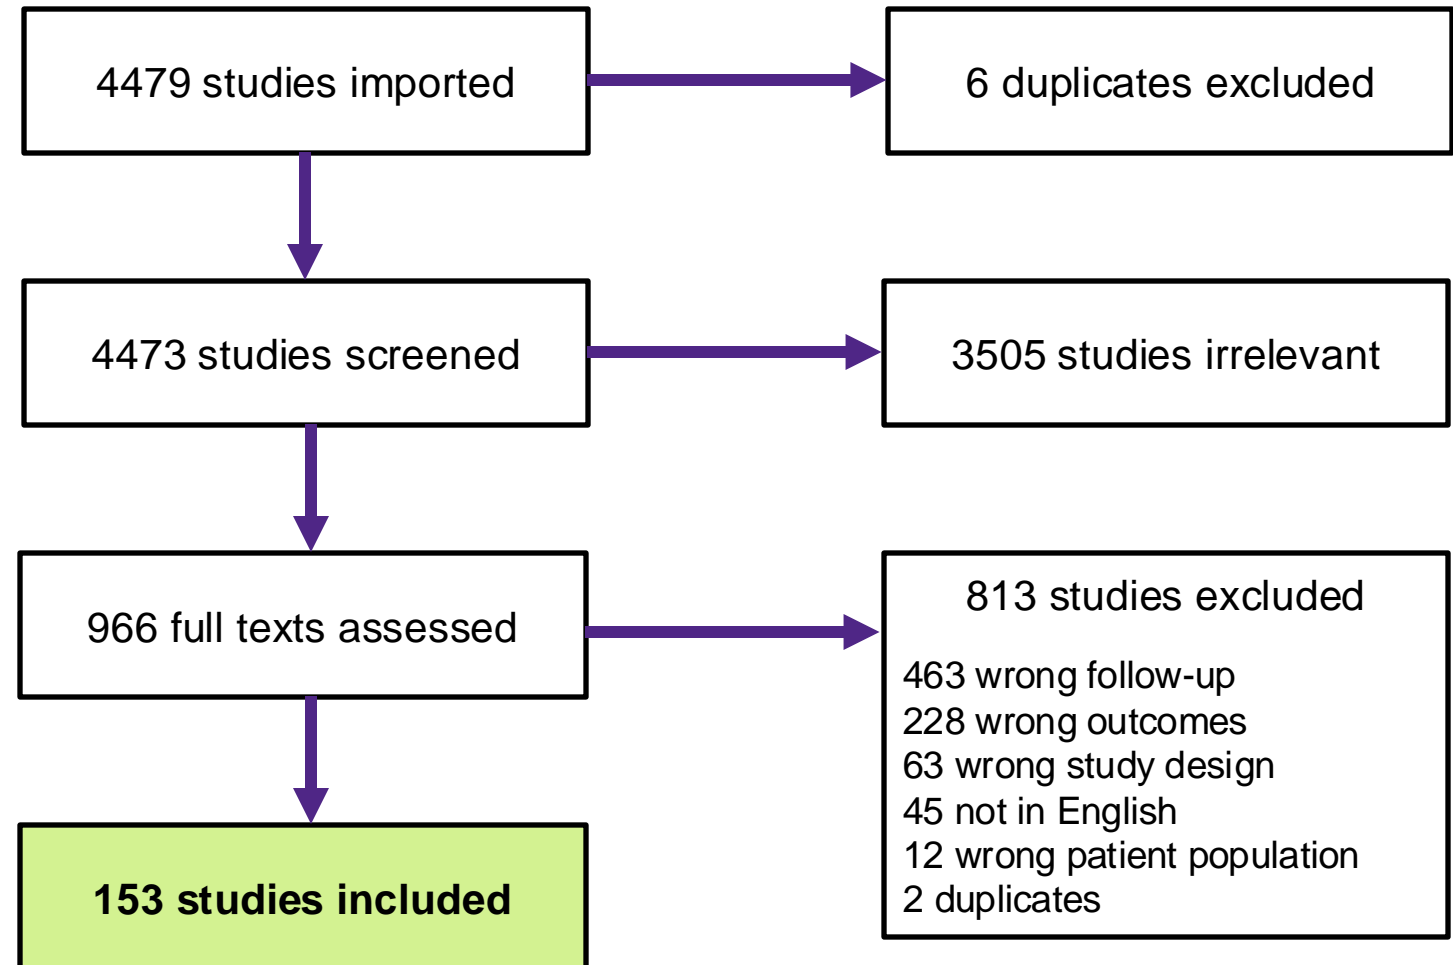 4479 studies imported
6 duplicates excluded
4473 studies screened
3505 studies irrelevant
966 full texts assessed
813 studies excluded
463 wrong follow-up
228 wrong outcomes
63 wrong study design
45 not in English
12 wrong patient population
2 duplicates
153 studies included